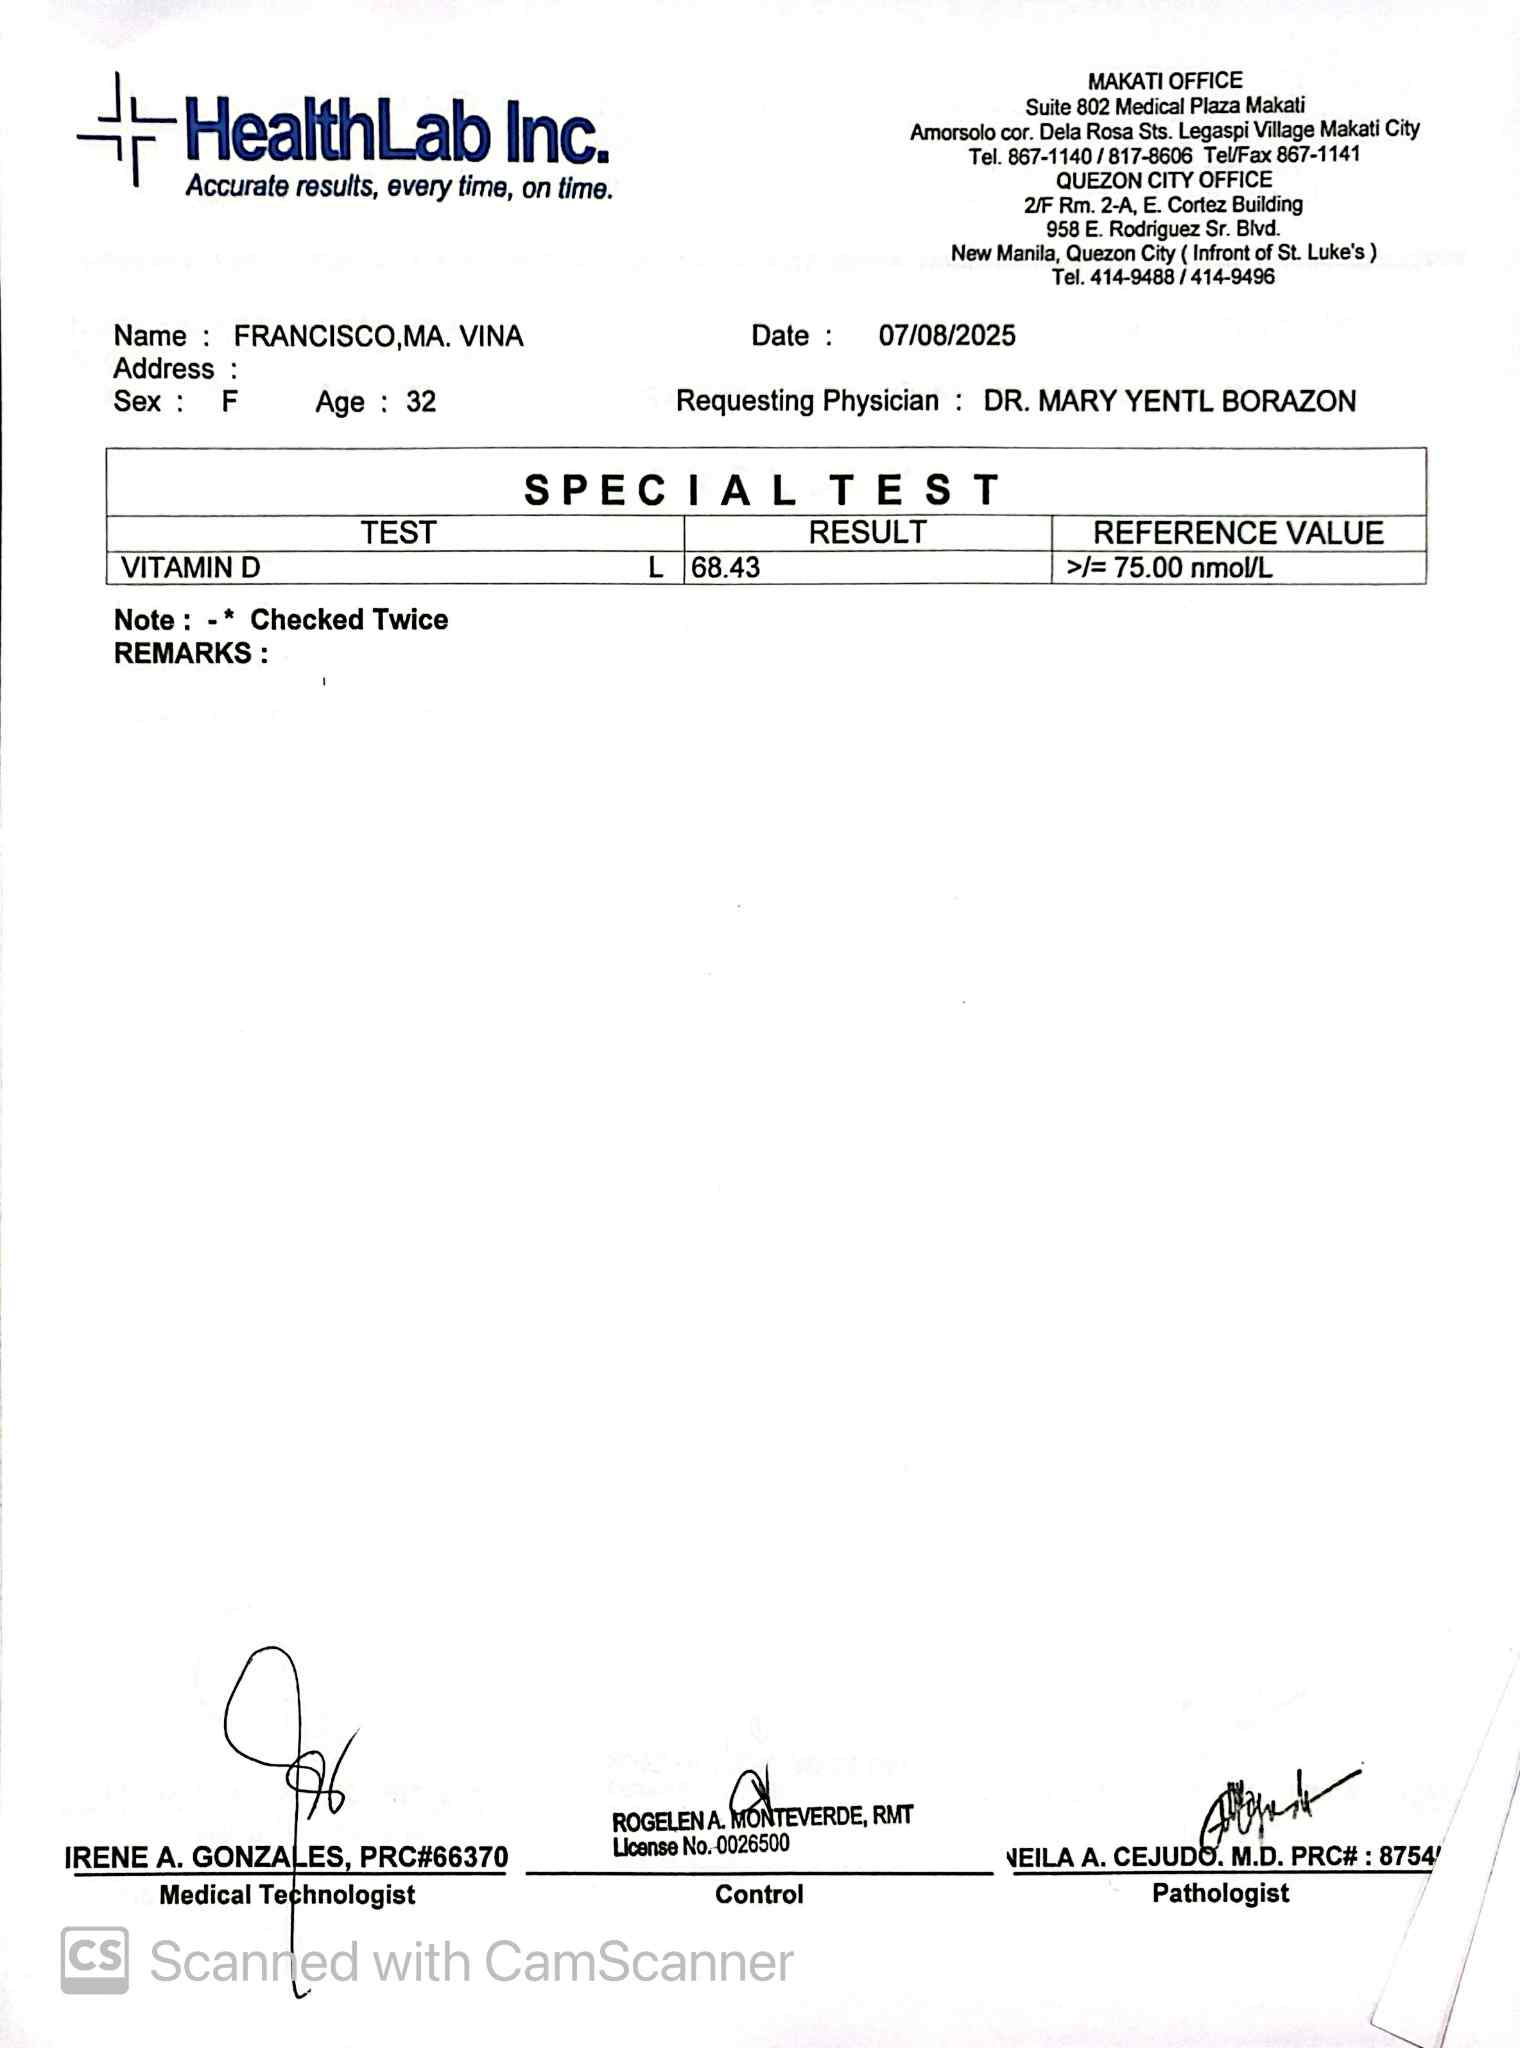 HealthLab Inc.
Accurate results, every time, on time.
MAKATI OFFICE
Suite 802 Medical Plaza Makati
Amorsolo cor. Dela Rosa Sts. Legaspi Village Makati City
Tel. 867-1140 / 817-8606 Tel/Fax 867-1141
QUEZON CITY OFFICE
2/F Rm. 2-A, E. Cortez Building
958 E. Rodriguez Sr. Blvd.
New Manila, Quezon City ( Infront of St. Luke's )
Tel. 414-9488 / 414-9496
Name : FRANCISCO,MA. VINA Date : 07/08/2025
Address :
Sex : F Age : 32 Requesting Physician : DR. MARY YENTL BORAZON
SPECIAL TEST
TEST RESULT REFERENCE VALUE
VITAMIN D L 68.43 >/= 75.00 nmol/L
Note : - * Checked Twice
REMARKS :
ROGELEN A. MONTEVERDE, RMT
License No. 0026500
IRENE A. GONZALES, PRC#66370 A. CEJUDO. M.D. PRC# :
Medical Technologist Control Pathologist
CS Scanned with CamScanner